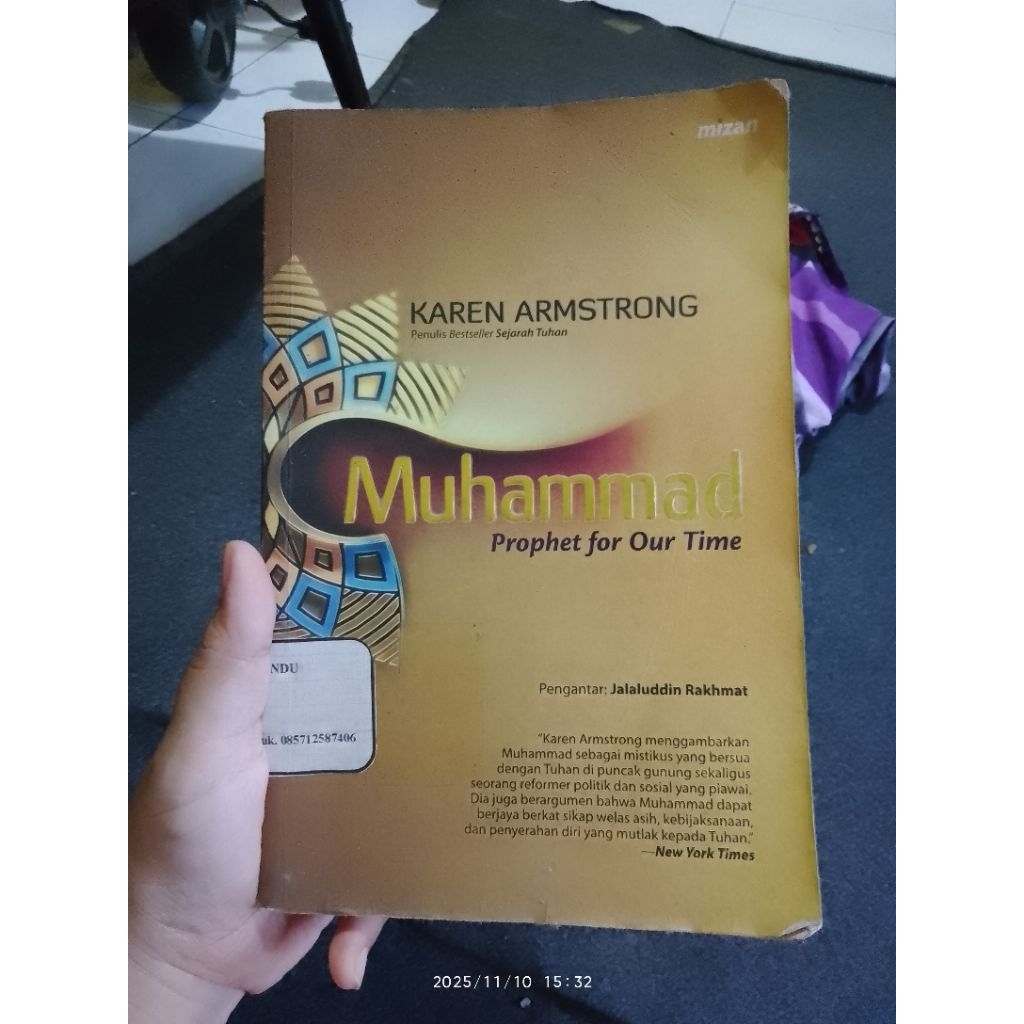 mizan
KAREN ARMSTRONG
Penulis Bestseller Sejarah Tuhan
Muhammad
Prophet for Our Time
NDU
uk. 085712587406
Pengantar: Jalaluddin Rakhmat
"Karen Armstrong menggambarkan
Muhammad sebagai mistikus yang bersua
dengan Tuhan di puncak gunung sekaligus
seorang reformer politik dan sosial yang piawai.
Dia juga berargumen bahwa Muhammad dapat
berjaya berkat sikap welas asih, kebijaksanaan,
dan penyerahan diri yang mutlak kepada Tuhan."
—New York Times
2025/11/10 15:32